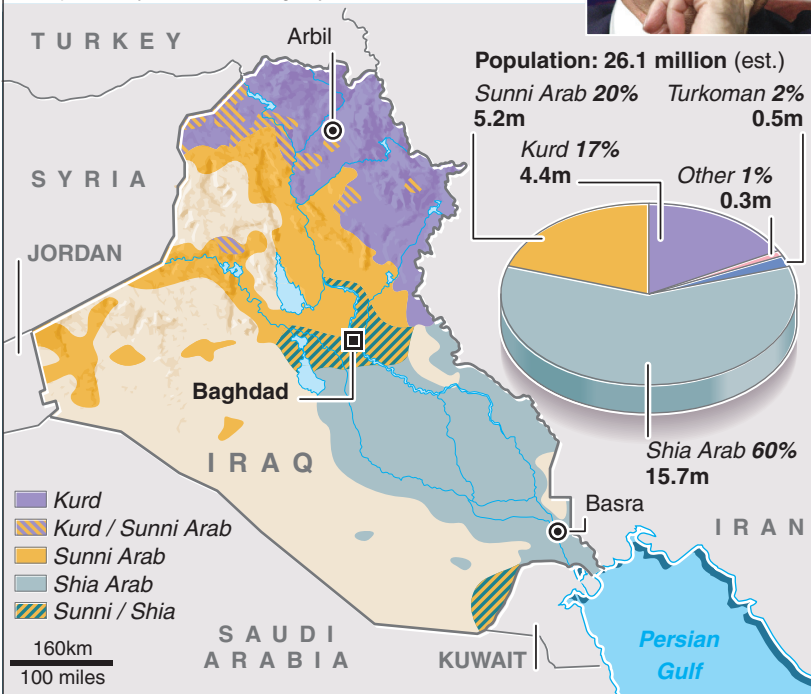 TURKEY
Arbil
Population: 26.1 million (est.)
Sunni Arab 20%
5.2m
Turkoman 2%
0.5m
Kurd 17%
4.4m
Other 1%
0.3m
SYRIA
JORDAN
Baghdad
IRAQ
Shia Arab 60%
15.7m
Basra
IRAN
Kurd
Kurd / Sunni Arab
Sunni Arab
Shia Arab
Sunni / Shia
160km
100 miles
SAUDI
ARABIA
KUWAIT
Persian
Gulf